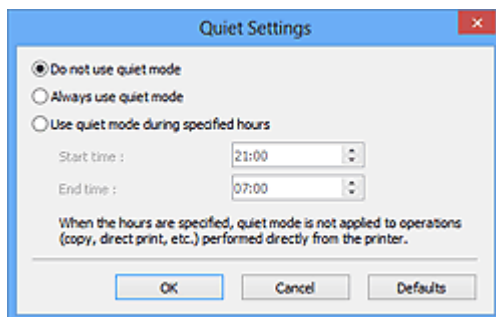 Quiet Settings
Do not use quiet mode
Always use quiet mode
Use quiet mode during specified hours
Start time : 21:00
End time : 07:00
When the hours are specified, quiet mode is not applied to operations
(copy, direct print, etc.) performed directly from the printer.
OK Cancel Defaults